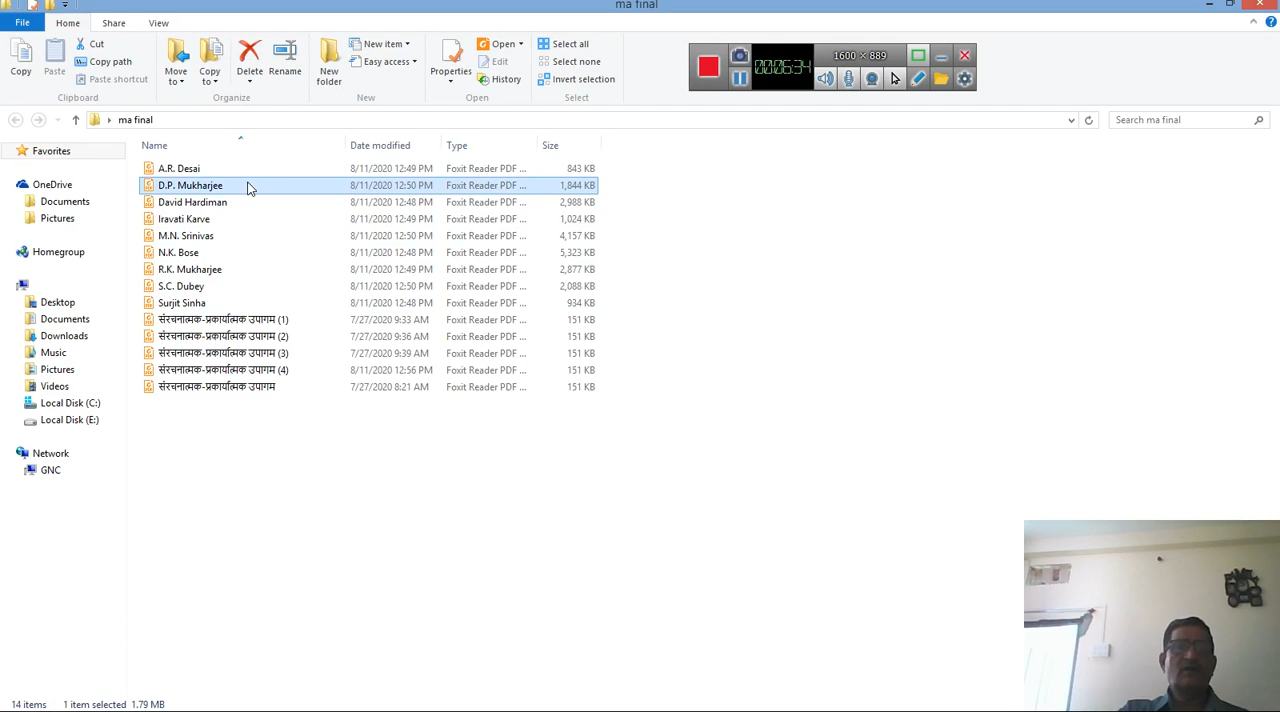 ma final
File Home Share View
Copy
Paste
Cut
Copy path
Paste shortcut
Clipboard
Move to
Copy to
Delete
Rename
Organize
New folder
New item
Easy access
New
Properties
Open
Edit
History
Open
Select all
Select none
Invert selection
Select
00:06:34
1600 × 889
ma final
Search ma final
Name Date modified Type Size
A.R. Desai 8/11/2020 12:49 PM Foxit Reader PDF ... 843 KB
D.P. Mukharjee 8/11/2020 12:50 PM Foxit Reader PDF ... 1,844 KB
David Hardiman 8/11/2020 12:48 PM Foxit Reader PDF ... 2,988 KB
Iravati Karve 8/11/2020 12:49 PM Foxit Reader PDF ... 1,024 KB
M.N. Srinivas 8/11/2020 12:50 PM Foxit Reader PDF ... 4,157 KB
N.K. Bose 8/11/2020 12:48 PM Foxit Reader PDF ... 5,323 KB
R.K. Mukharjee 8/11/2020 12:49 PM Foxit Reader PDF ... 2,877 KB
S.C. Dubey 8/11/2020 12:50 PM Foxit Reader PDF ... 2,088 KB
Surjit Sinha 8/11/2020 12:48 PM Foxit Reader PDF ... 934 KB
संरचनात्मक-प्रकार्यात्मक उपागम (1) 7/27/2020 9:33 AM Foxit Reader PDF ... 151 KB
संरचनात्मक-प्रकार्यात्मक उपागम (2) 7/27/2020 9:36 AM Foxit Reader PDF ... 151 KB
संरचनात्मक-प्रकार्यात्मक उपागम (3) 7/27/2020 9:39 AM Foxit Reader PDF ... 151 KB
संरचनात्मक-प्रकार्यात्मक उपागम (4) 8/11/2020 12:56 PM Foxit Reader PDF ... 151 KB
संरचनात्मक-प्रकार्यात्मक उपागम 7/27/2020 8:21 AM Foxit Reader PDF ... 151 KB
Favorites
OneDrive
Documents
Pictures
Homegroup
Desktop
Documents
Downloads
Music
Pictures
Videos
Local Disk (C:)
Local Disk (E:)
Network
GNC
14 items 1 item selected 1.79 MB